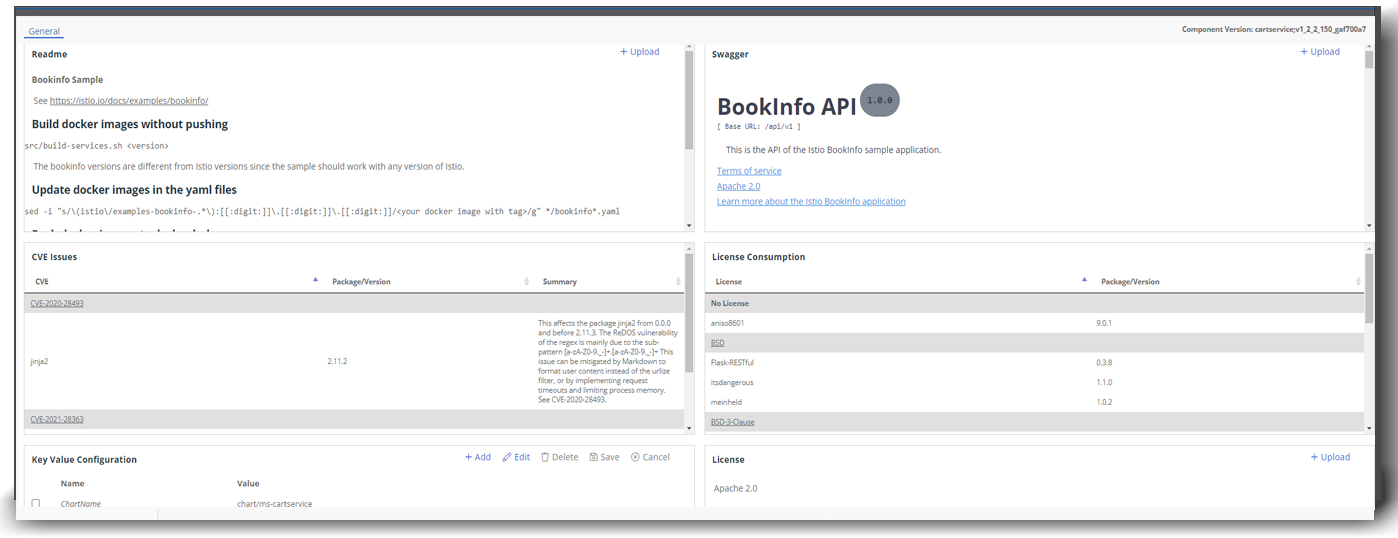 General
Component Version: cartservice;v1_2_2_150_gaf700a7
Readme
+ Upload
Bookinfo Sample
See https://istio.io/docs/examples/bookinfo/
Build docker images without pushing
src/build-services.sh <version>
The bookinfo versions are different from Istio versions since the sample should work with any version of Istio.
Update docker images in the yaml files
sed -i "s/\(istio\/examples-bookinfo-.*\):[[:digit:]]\.[[:digit:]]\.[[:digit:]]/<your docker image with tag>/g" */bookinfo*.yaml
Swagger
+ Upload
BookInfo API 1.0.0
[ Base URL: /api/v1 ]
This is the API of the Istio BookInfo sample application.
Terms of service
Apache 2.0
Learn more about the Istio BookInfo application
CVE Issues
CVE Package/Version Summary
CVE-2020-28493
This affects the package jinja2 from 0.0.0
and before 2.11.3. The ReDOS vulnerability
of the regex is mainly due to the sub-
pattern [a-zA-Z0-9._-]+.[a-zA-Z0-9._-]+ This
issue can be mitigated by Markdown to
jinja2 2.11.2
format user content instead of the urlize
filter, or by implementing request
timeouts and limiting process memory.
See CVE-2020-28493.
CVE-2021-28363
License Consumption
License Package/Version
No License
aniso8601 9.0.1
BSD
Flask-RESTful 0.3.8
itsdangerous 1.1.0
meinheld 1.0.2
BSD-3-Clause
Key Value Configuration
+ Add Edit Delete Save Cancel
Name Value
ChartName chart/ms-cartservice
License
+ Upload
Apache 2.0